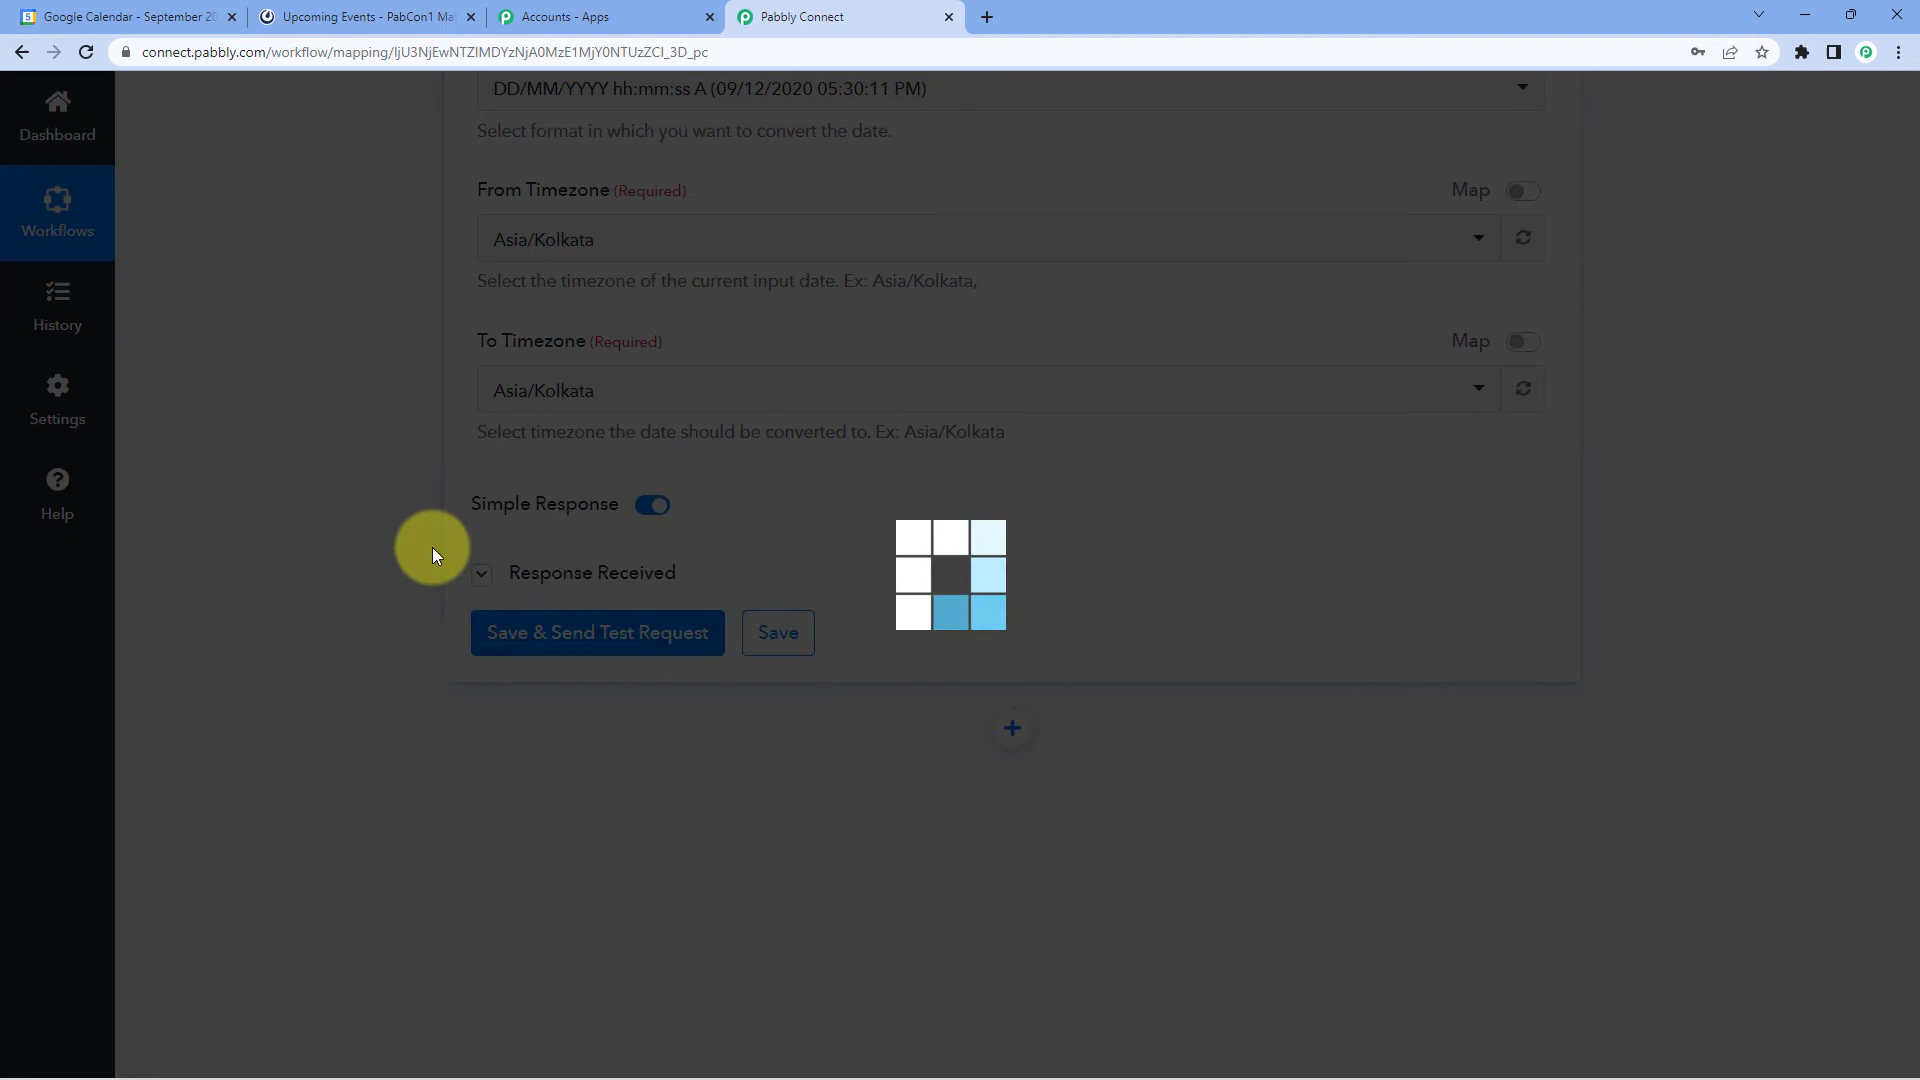 Google Calendar - September 20
Upcoming Events - PabCon1 Mat
Accounts - Apps
Pabbly Connect
connect.pabbly.com/workflow/mapping/IjU3NjEwNTZlMDYzNjA0MzE1MjY0NTUzZCI_3D_pc
Dashboard
Workflows
History
Settings
Help
DD/MM/YYYY hh:mm:ss A (09/12/2020 05:30:11 PM)
Select format in which you want to convert the date.
From Timezone (Required)
Map
Asia/Kolkata
Select the timezone of the current input date. Ex: Asia/Kolkata,
To Timezone (Required)
Map
Asia/Kolkata
Select timezone the date should be converted to. Ex: Asia/Kolkata
Simple Response
Response Received
Save & Send Test Request
Save